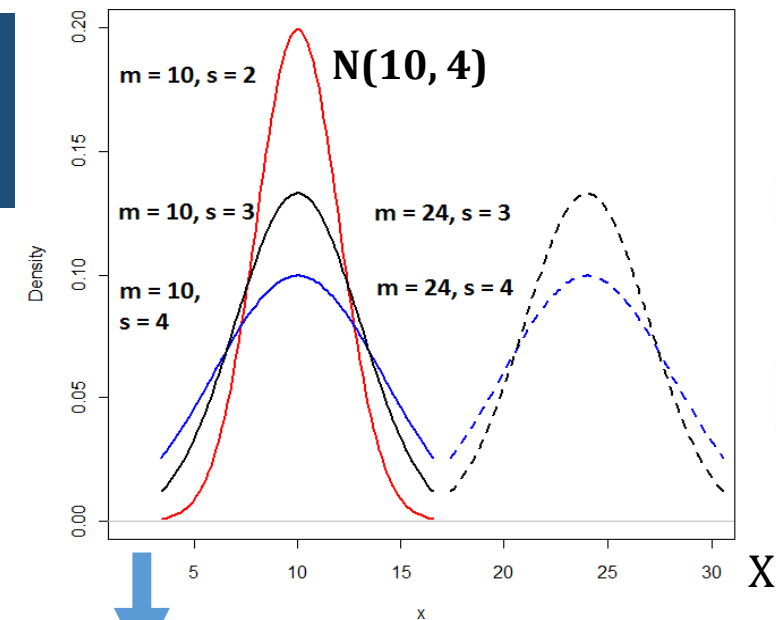 0.20
0.15
0.10
0.05
0.00
Density
m = 10, s = 2
N(10, 4)
m = 10, s = 3
m = 24, s = 3
m = 10,
s = 4
m = 24, s = 4
5 10 15 20 25 30
X
x